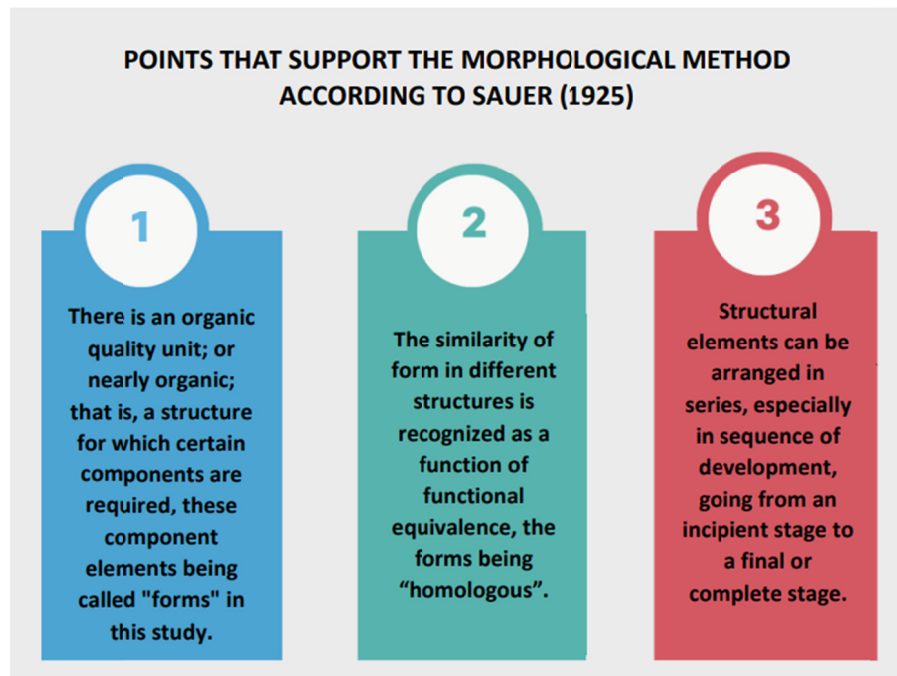 POINTS THAT SUPPORT THE MORPHOLOGICAL METHOD
ACCORDING TO SAUER (1925)
1
There is an organic
quality unit; or
nearly organic;
that is, a structure
for which certain
components are
required, these
component
elements being
called "forms" in
this study.
2
The similarity of
form in different
structures is
recognized as a
function of
functional
equivalence, the
forms being
“homologous”.
3
Structural
elements can be
arranged in
series, especially
in sequence of
development,
going from an
incipient stage to
a final or
complete stage.